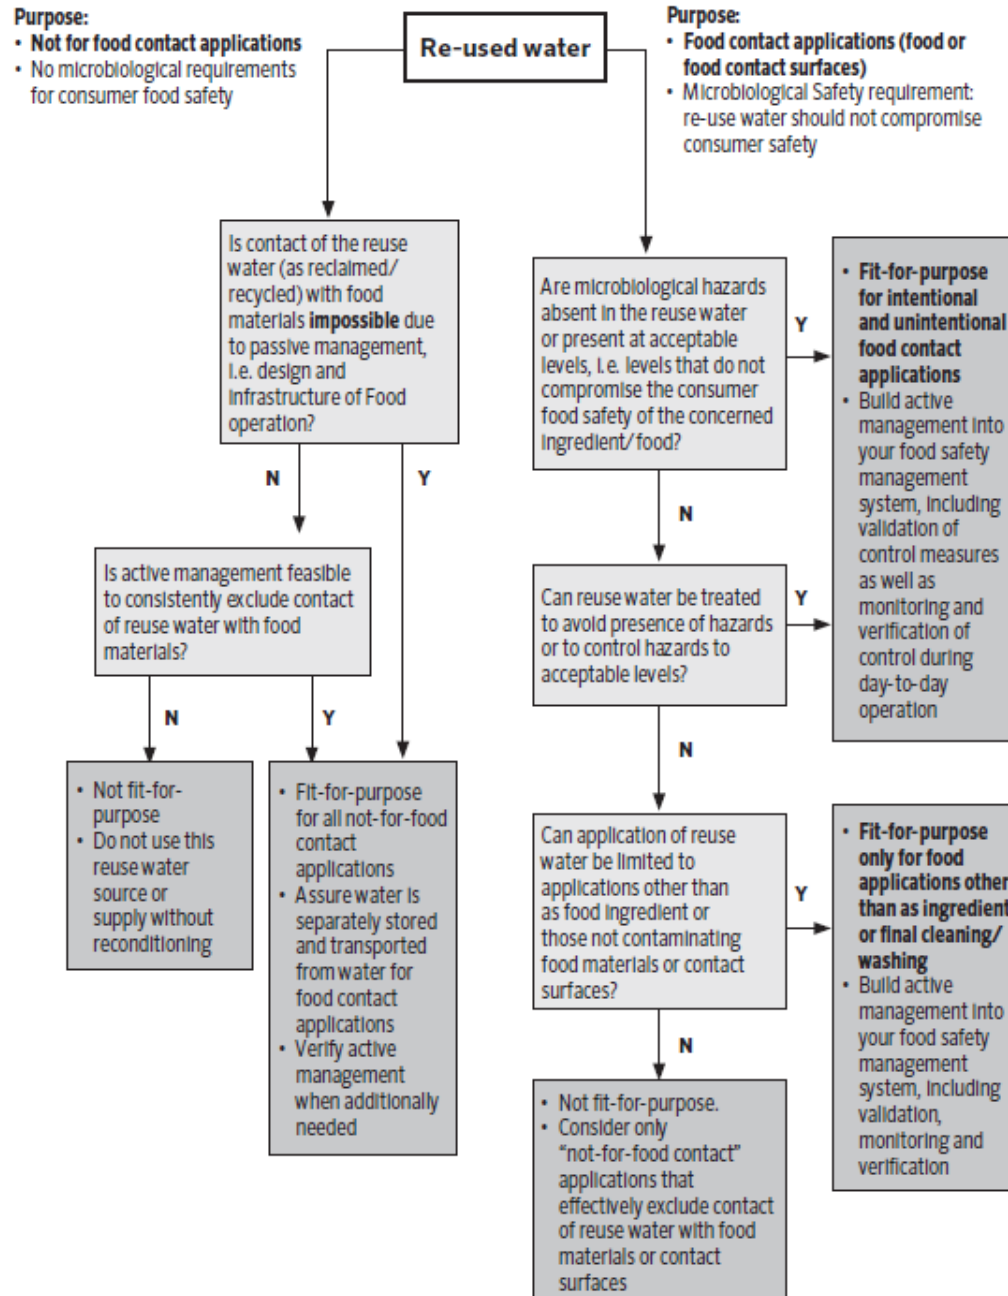 Purpose:
• Not for food contact applications
• No microbiological requirements
for consumer food safety
Re-used water
Purpose:
• Food contact applications (food or
food contact surfaces)
• Microbiological Safety requirement:
re-use water should not compromise
consumer safety
Is contact of the reuse
water (as reclaimed/
recycled) with food
materials impossible due
to passive management,
i.e. design and
infrastructure of Food
operation?
N
Y
Is active management feasible
to consistently exclude contact
of reuse water with food
materials?
N
Y
• Not fit-for-
purpose
• Do not use this
reuse water
source or
supply without
reconditioning
• Fit-for-purpose
for all not-for-food
contact
applications
• Assure water is
separately stored
and transported
from water for
food contact
applications
• Verify active
management
when additionally
needed
Are microbiological hazards
absent in the reuse water
or present at acceptable
levels, i.e. levels that do not
compromise the consumer
food safety of the concerned
ingredient/food?
Y
N
• Fit-for-purpose
for intentional
and unintentional
food contact
applications
• Build active
management into
your food safety
management
system, including
validation of
control measures
as well as
monitoring and
verification of
control during
day-to-day
operation
Can reuse water be treated
to avoid presence of hazards
or to control hazards to
acceptable levels?
Y
N
Can application of reuse
water be limited to
applications other than
as food ingredient or
those not contaminating
food materials or contact
surfaces?
Y
N
• Fit-for-purpose
only for food
applications other
than as ingredient
or final cleaning/
washing
• Build active
management into
your food safety
management
system, including
validation,
monitoring and
verification
• Not fit-for-purpose.
• Consider only
"not-for-food contact"
applications that
effectively exclude contact
of reuse water with food
materials or contact
surfaces